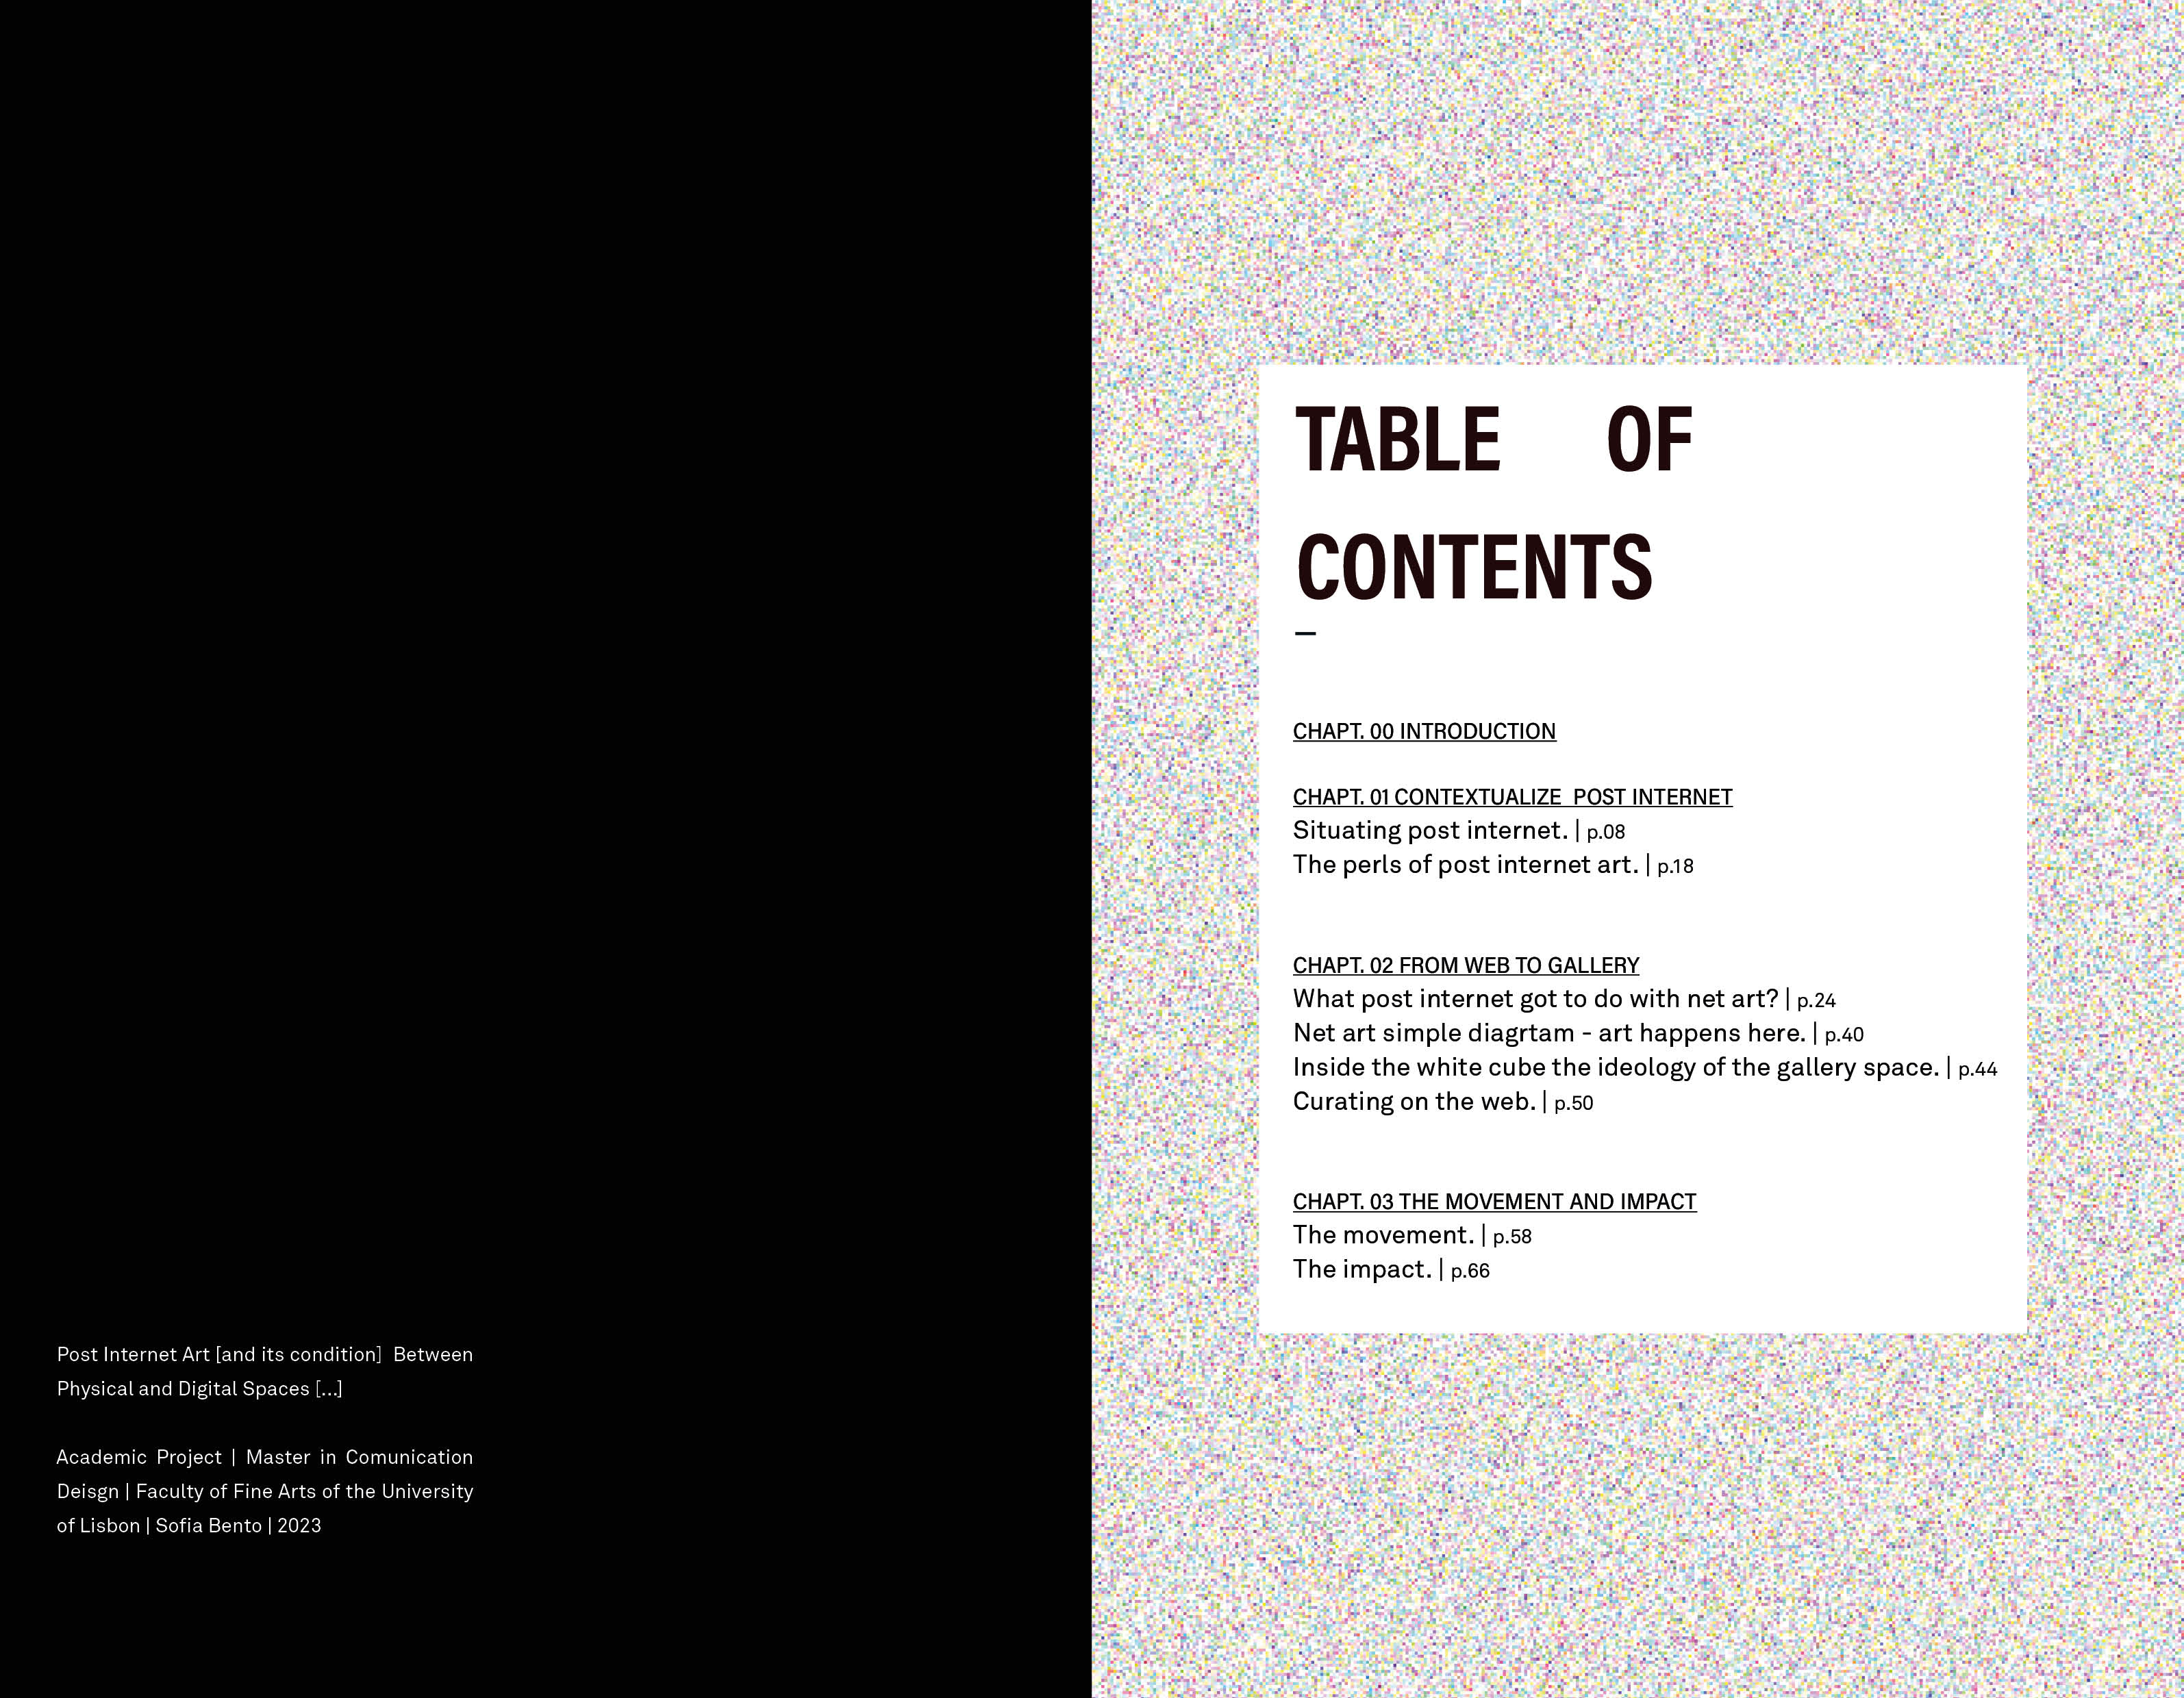 Post Internet Art [and its condition]  Between
Physical and Digital Spaces [...]
Academic Project | Master in Comunication
Deisgn | Faculty of Fine Arts of the University
of Lisbon | Sofia Bento | 2023
TABLE OF
CONTENTS
–
CHAPT. 00 INTRODUCTION
CHAPT. 01 CONTEXTUALIZE  POST INTERNET
Situating post internet. | p.08
The perls of post internet art. | p.18
CHAPT. 02 FROM WEB TO GALLERY
What post internet got to do with net art? | p.24
Net art simple diagrtam - art happens here. | p.40
Inside the white cube the ideology of the gallery space. | p.44
Curating on the web. | p.50
CHAPT. 03 THE MOVEMENT AND IMPACT
The movement. | p.58
The impact. | p.66